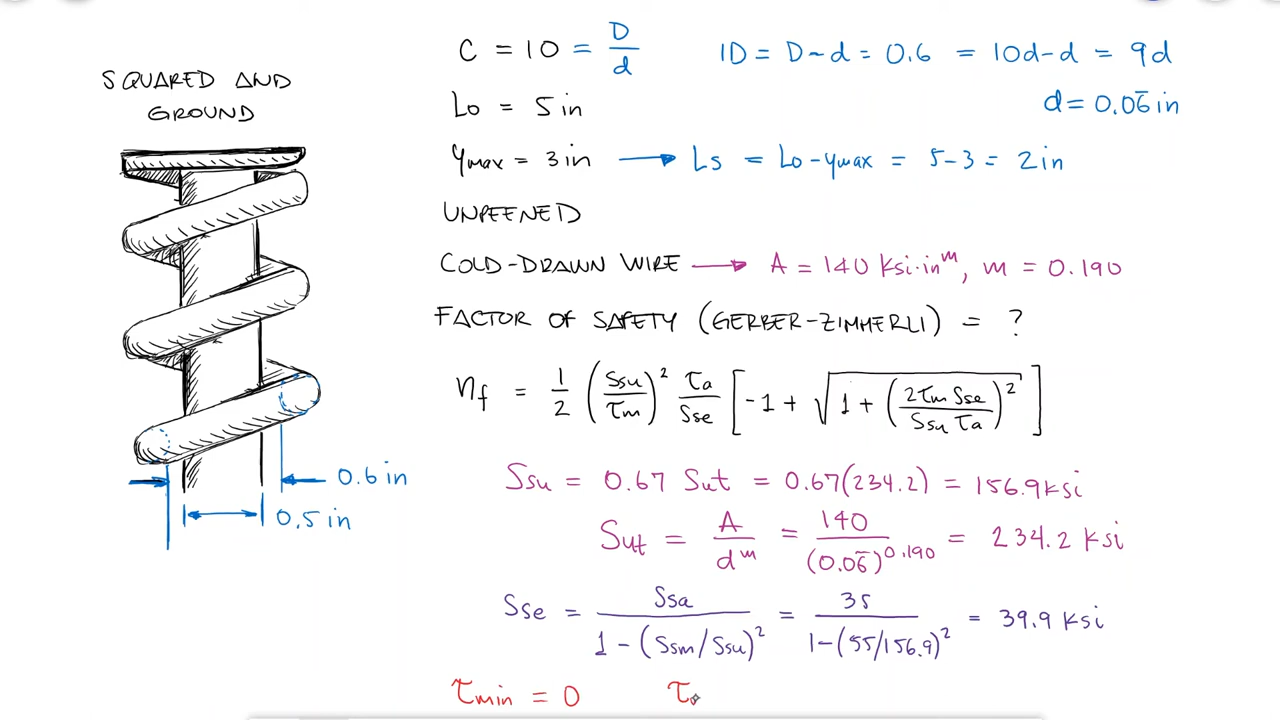 SQUARED AND
GROUND
0.6 in
0.5 in
C = 10 = D/d
ID = D-d = 0.6 = 10d-d = 9d
d = 0.06̅ in
Lo = 5 in
ymax = 3 in → Ls = Lo-ymax = 5-3 = 2 in
UNPEENED
COLD-DRAWN WIRE → A = 140 ksi·in^m, m = 0.190
FACTOR OF SAFETY (GERBER-ZIMMERLI) = ?
nf = 1/2 (Ssu/τm)² τa/Sse [-1 + √(1 + (2τm Sse/Ssu τa)²)]
Ssu = 0.67 Sut = 0.67(234.2) = 156.9 ksi
Sut = A/d^m = 140/(0.06̅)^0.190 = 234.2 ksi
Sse = Ssa/1-(Ssm/Ssu)² = 35/1-(55/156.9)² = 39.9 ksi
τmin = 0 τ